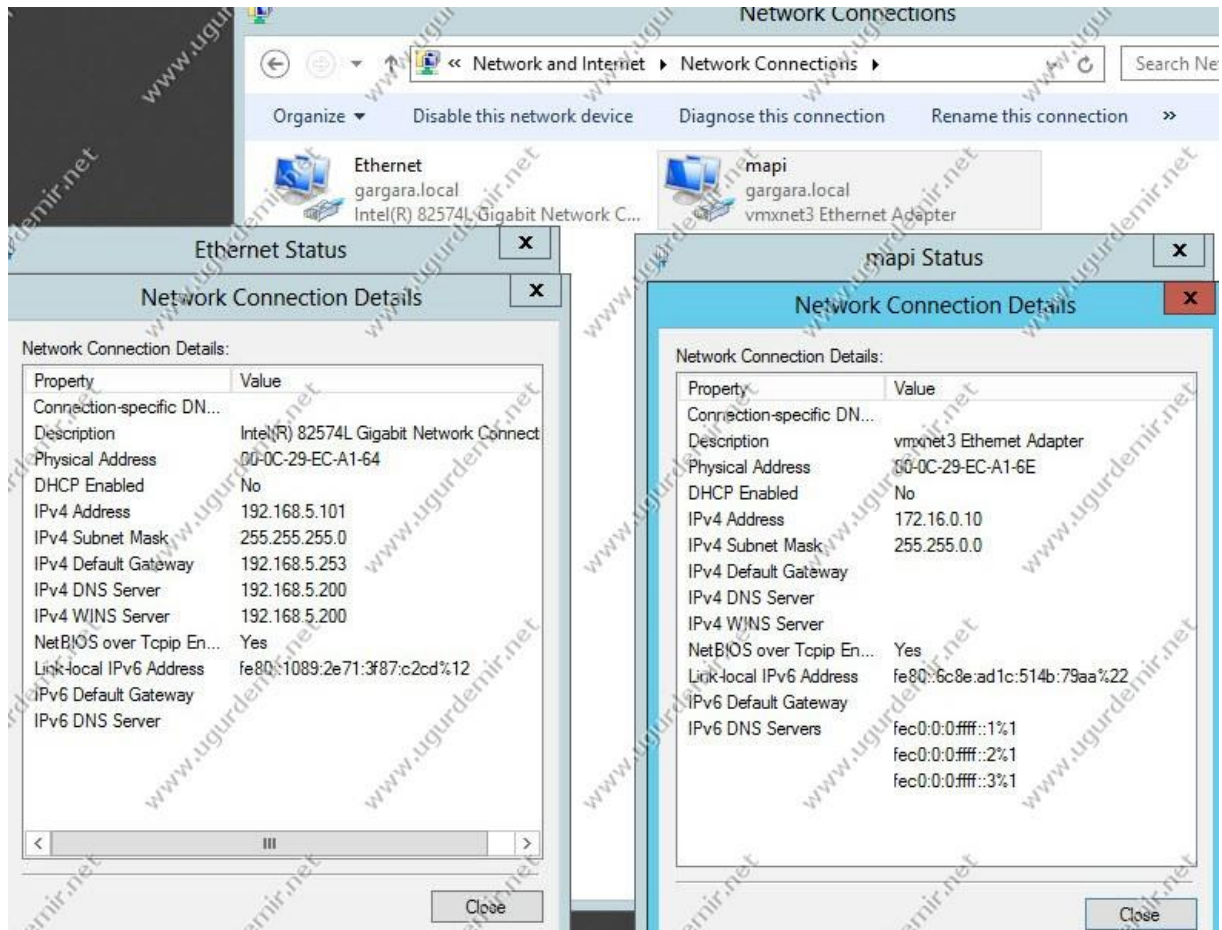 Network Connections
« Network and Internet ▸ Network Connections ▸ Search Ne
Organize ▾ Disable this network device Diagnose this connection Rename this connection »
Ethernet
gargara.local
Intel(R) 82574L Gigabit Network C...
mapi
gargara.local
vmxnet3 Ethernet Adapter
Ethernet Status
Network Connection Details
Network Connection Details:
Property Value
Connection-specific DN...
Description Intel(R) 82574L Gigabit Network Connect
Physical Address 00-0C-29-EC-A1-64
DHCP Enabled No
IPv4 Address 192.168.5.101
IPv4 Subnet Mask 255.255.255.0
IPv4 Default Gateway 192.168.5.253
IPv4 DNS Server 192.168.5.200
IPv4 WINS Server 192.168.5.200
NetBIOS over Tcpip En... Yes
Link-local IPv6 Address fe80::1089:2e71:3f87:c2cd%12
IPv6 Default Gateway
IPv6 DNS Server
Close
mapi Status
Network Connection Details
Network Connection Details:
Property Value
Connection-specific DN...
Description vmxnet3 Ethernet Adapter
Physical Address 00-0C-29-EC-A1-6E
DHCP Enabled No
IPv4 Address 172.16.0.10
IPv4 Subnet Mask 255.255.0.0
IPv4 Default Gateway
IPv4 DNS Server
IPv4 WINS Server
NetBIOS over Tcpip En... Yes
Link-local IPv6 Address fe80::6c8e:ad1c:514b:79aa%22
IPv6 Default Gateway
IPv6 DNS Servers fec0:0:0:ffff::1%1
fec0:0:0:ffff::2%1
fec0:0:0:ffff::3%1
Close
www.ugurdemir.net